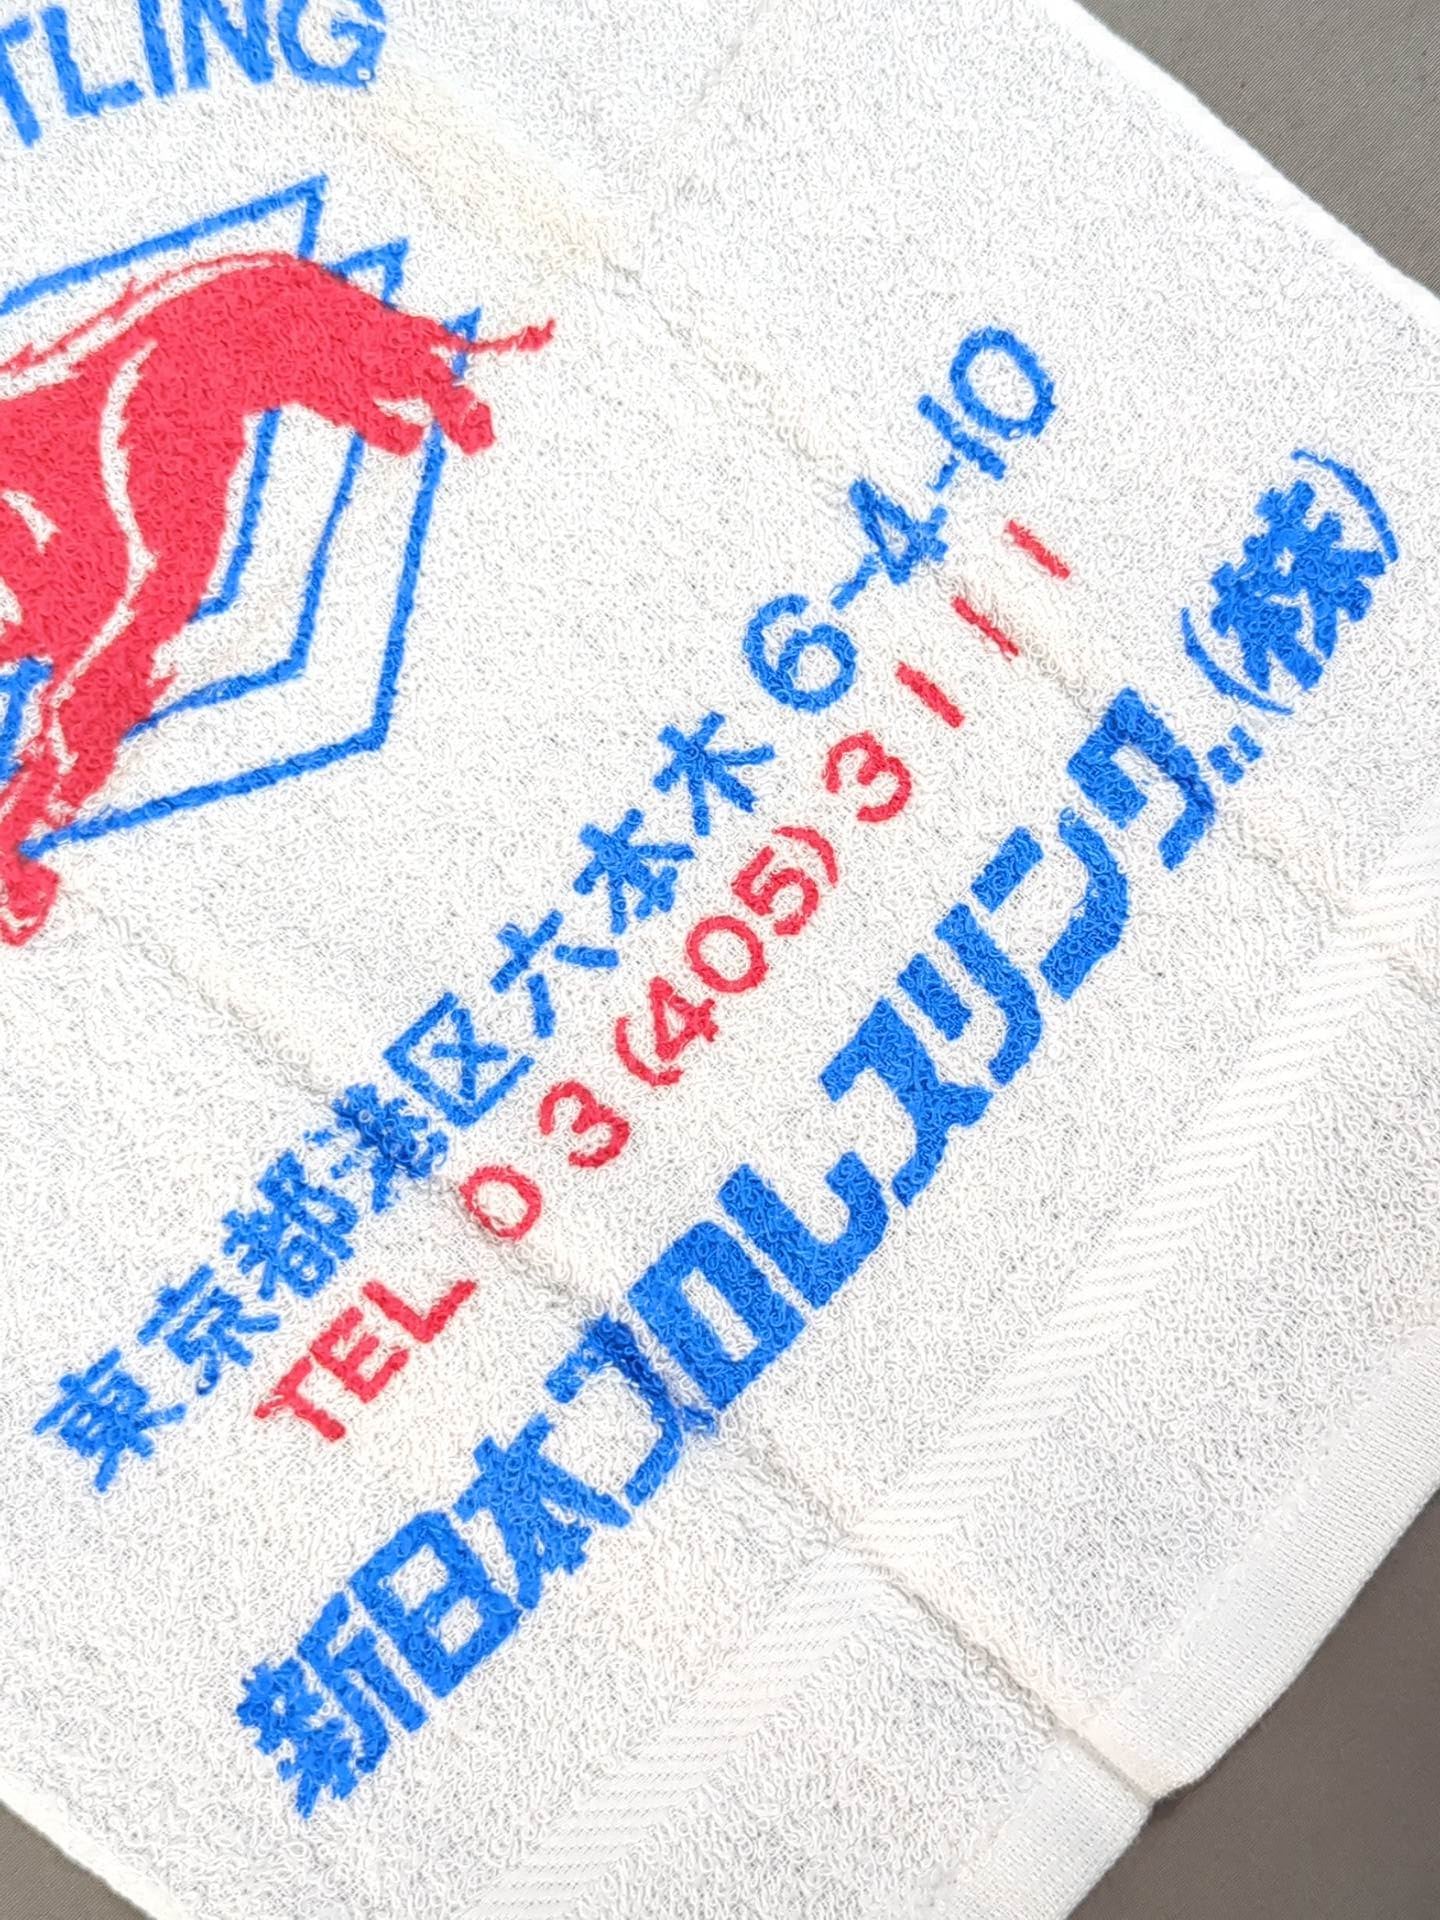 TLING
東京都港区六本木6-4-10
TEL 03(405)3111
新日本プロレスリング(株)